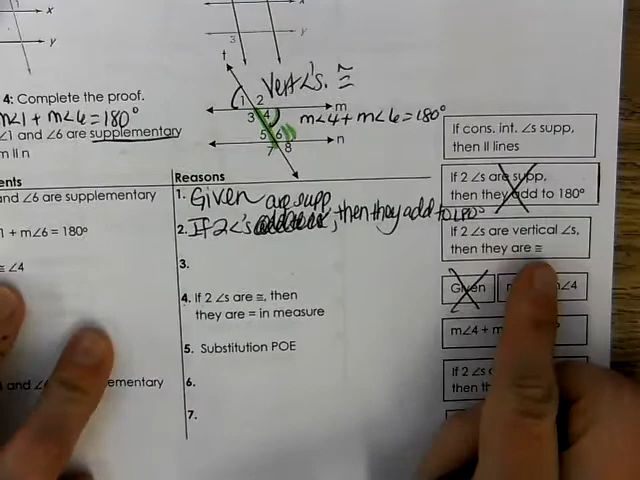 x
y
y
3
4: Complete the proof.
m∠1 + m∠6 = 180°
∠1 and ∠6 are supplementary
m || n
t
Vert ∠'s. ≅
1 2
m
3 4
m∠4 + m∠6 = 180°
5 6
n
7 8
ents
Reasons
and ∠6 are supplementary
1. Given
are supp
1 + m∠6 = 180°
2. If 2 ∠'s , then they add to 180°
≅ ∠4
3.
4. If 2 ∠s are ≅, then
they are = in measure
5. Substitution POE
and ementary
6.
7.
If cons. int. ∠s supp,
then || lines
If 2 ∠s are supp,
then they add to 180°
If 2 ∠s are vertical ∠s,
then they are ≅
Given
∠4
m∠4 + m
If 2 ∠s
then